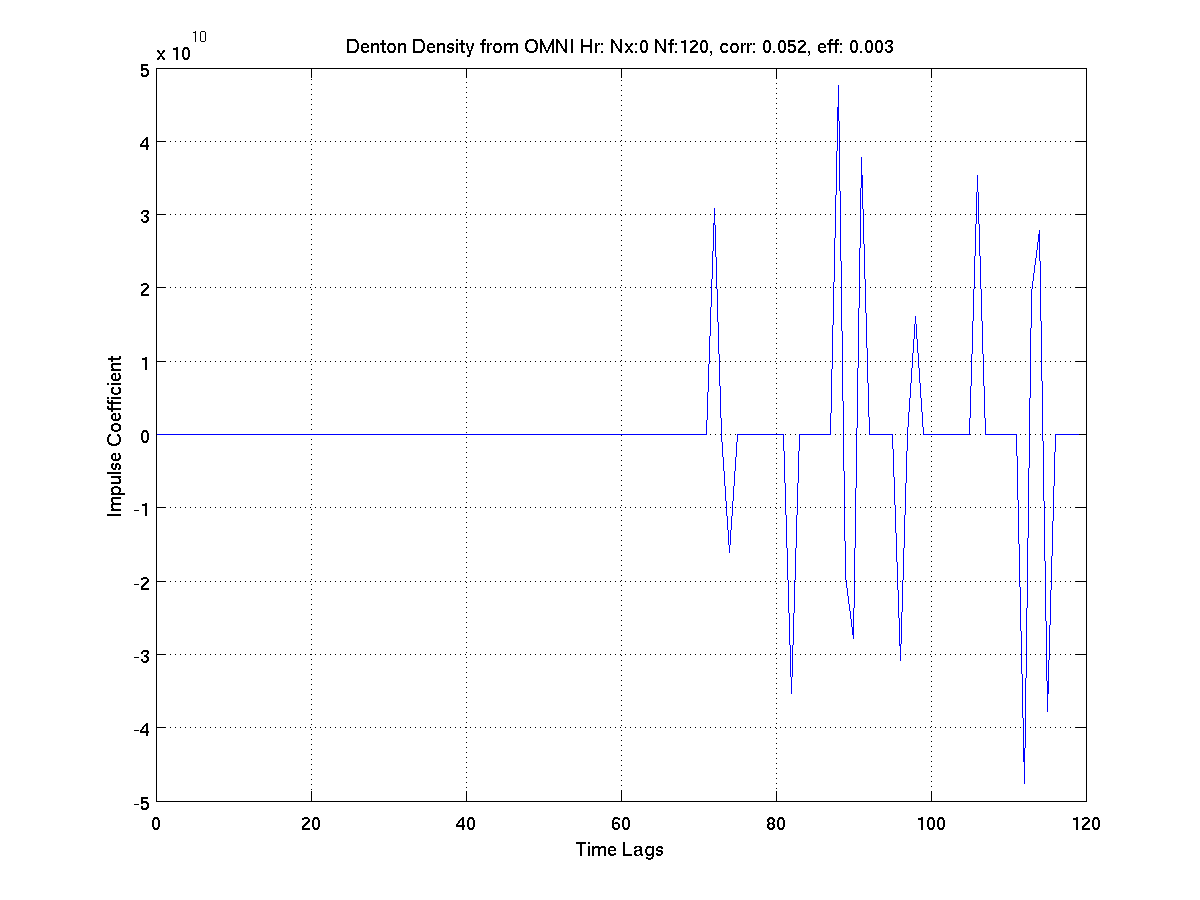 Denton Density from OMNI Hr: Nx:0 Nf:120, corr: 0.052, eff: 0.003
x 10^10
5
4
3
2
1
0
-1
-2
-3
-4
-5
Impulse Coefficient
0 20 40 60 80 100 120
Time Lags